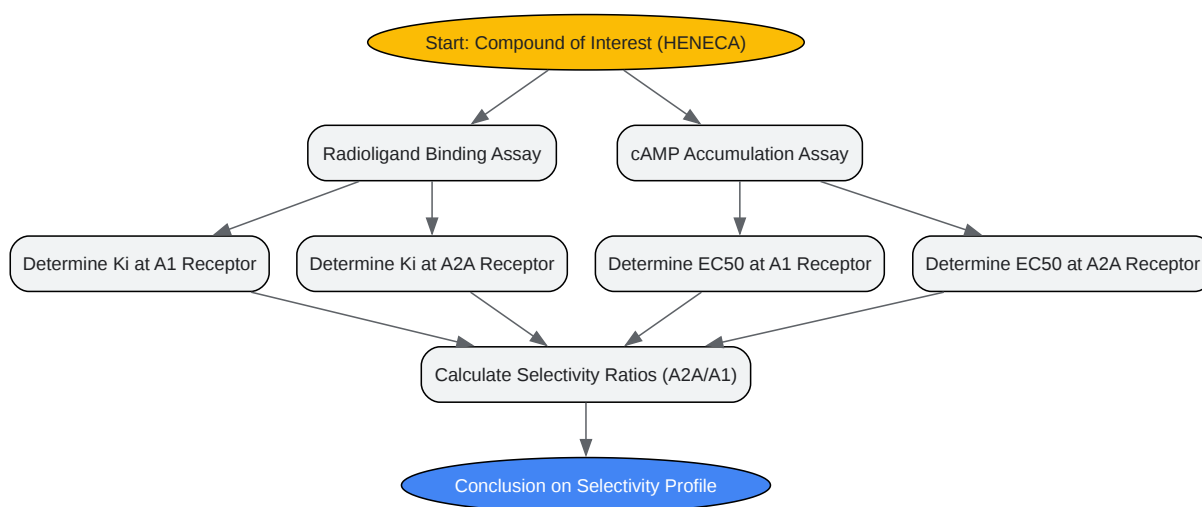 Start: Compound of Interest (HENECA)
Radioligand Binding Assay
cAMP Accumulation Assay
Determine Ki at A1 Receptor
Determine Ki at A2A Receptor
Determine EC50 at A1 Receptor
Determine EC50 at A2A Receptor
Calculate Selectivity Ratios (A2A/A1)
Conclusion on Selectivity Profile